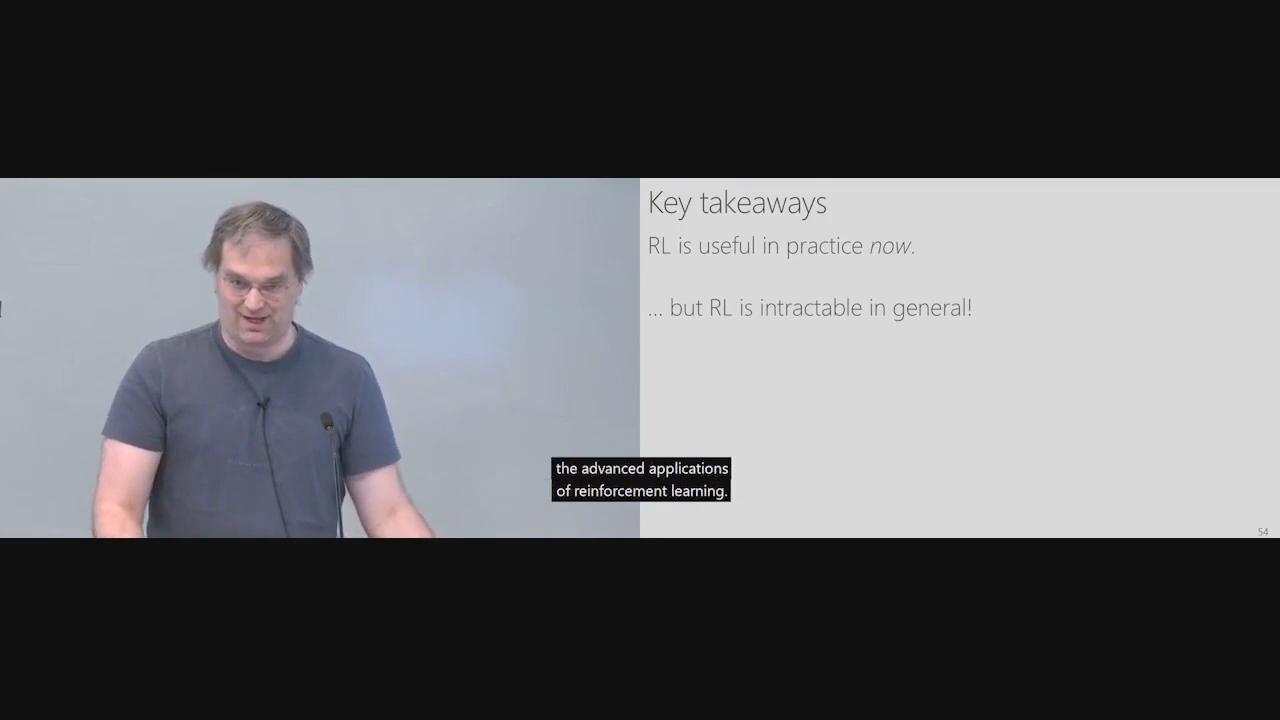 Key takeaways
RL is useful in practice now.
... but RL is intractable in general!
the advanced applications
of reinforcement learning.
54